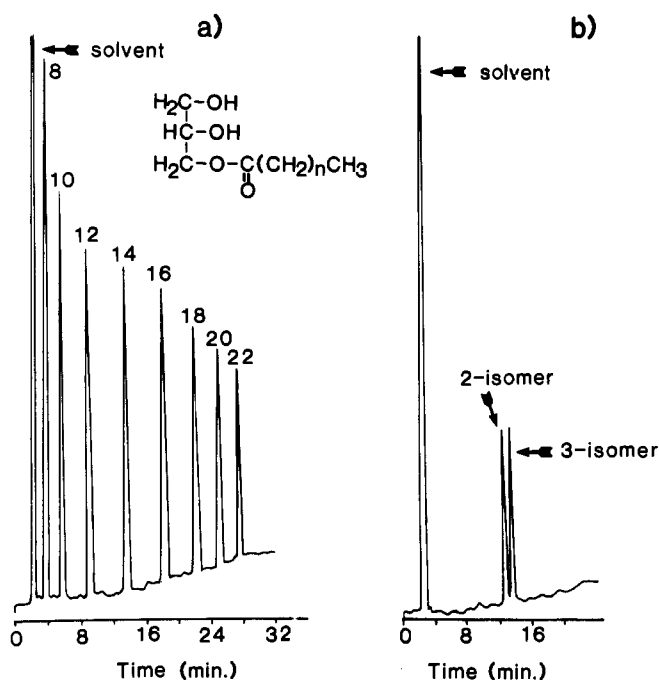 a)
solvent
8
H2C-OH
HC-OH
H2C-O-C(CH2)nCH3
O
10
12
14
16
18
20
22
0 8 16 24 32
Time (min.)
b)
solvent
2-isomer
3-isomer
0 8 16
Time (min.)